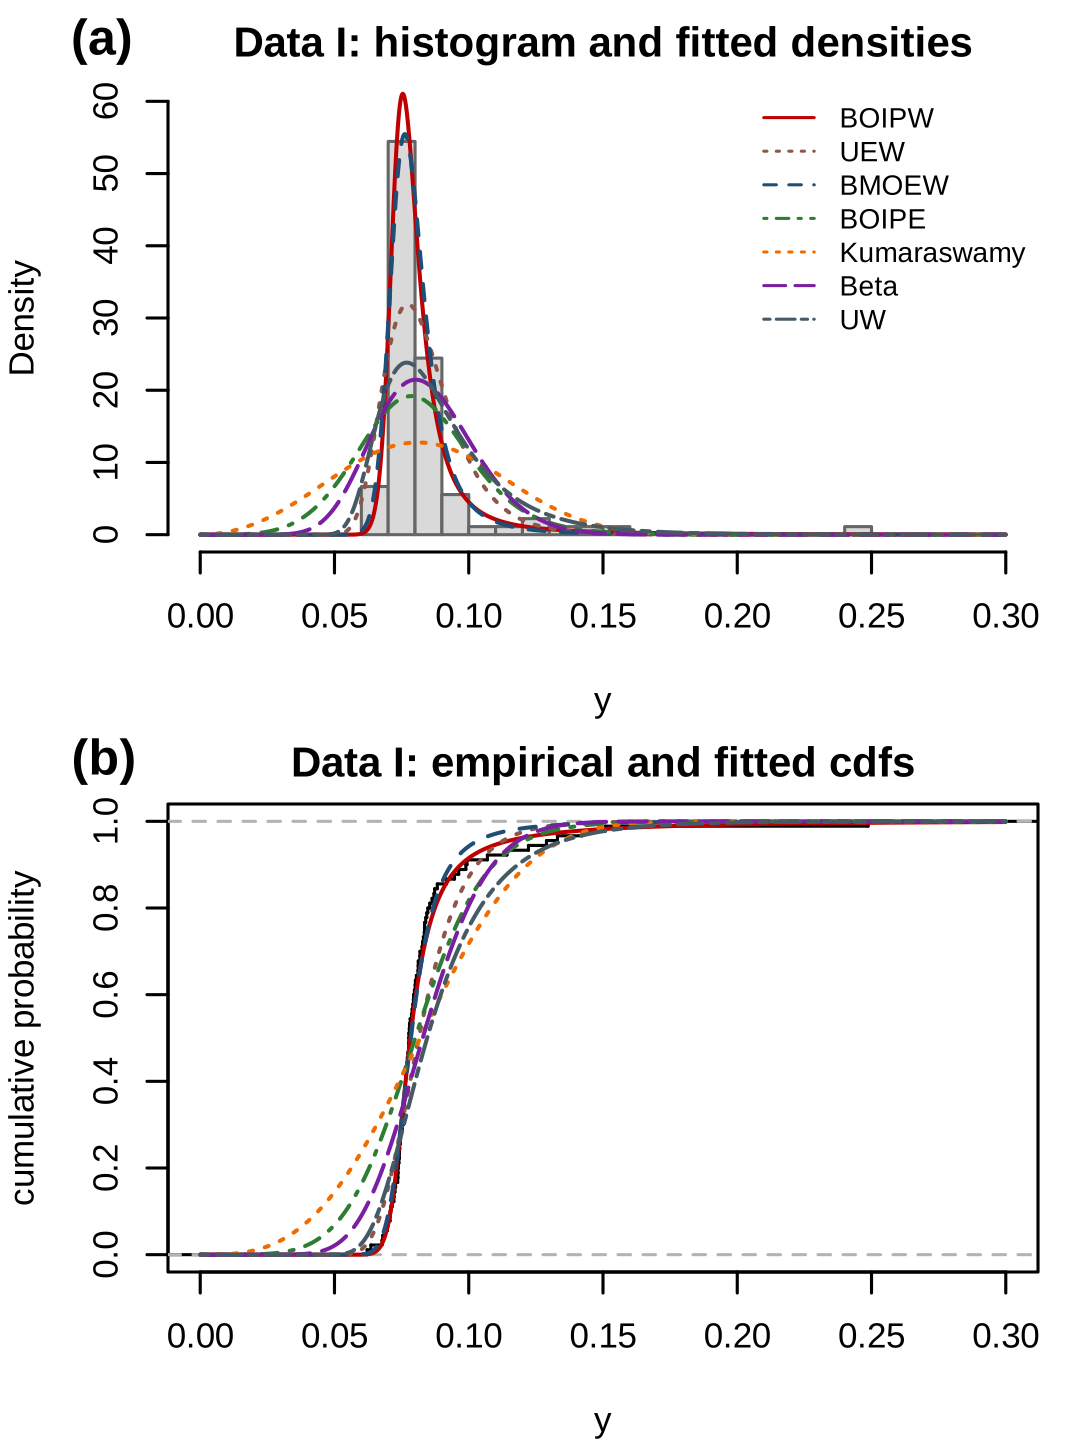 (a)
Data I: histogram and fitted densities
Density
60
50
40
30
20
10
0
BOIPW
UEW
BMOEW
BOIPE
Kumaraswamy
Beta
UW
0.00 0.05 0.10 0.15 0.20 0.25 0.30
y
(b)
Data I: empirical and fitted cdfs
cumulative probability
1.0
0.8
0.6
0.4
0.2
0.0
0.00 0.05 0.10 0.15 0.20 0.25 0.30
y